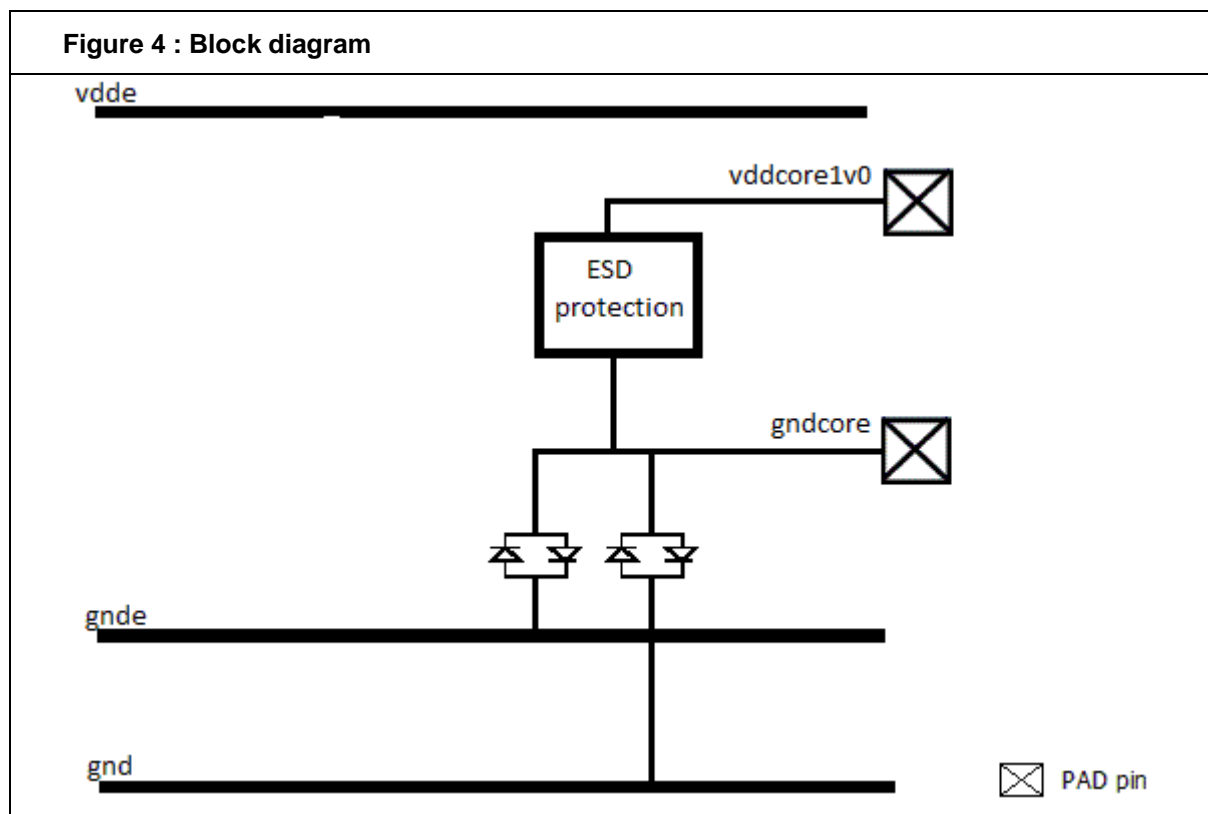 Figure 4 : Block diagram
vdde
vddcore1v0
ESD
protection
gndcore
gnde
gnd
PAD pin